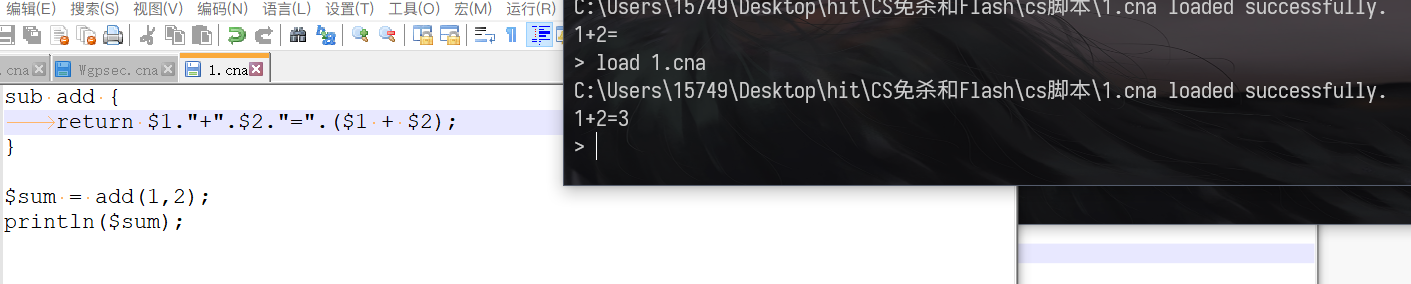 编辑(E) 搜索(S) 视图(V) 编码(N) 语言(L) 设置(T) 工具(O) 宏(M) 运行(R)
.cna Wgpsec.cna 1.cna
sub add {
return $1."+".$2."=".($1 + $2);
}
$sum = add(1,2);
println($sum);
C:\Users\15749\Desktop\hit\CS免杀和Flash\cs脚本\1.cna loaded successfully.
1+2=
> load 1.cna
C:\Users\15749\Desktop\hit\CS免杀和Flash\cs脚本\1.cna loaded successfully.
1+2=3
>